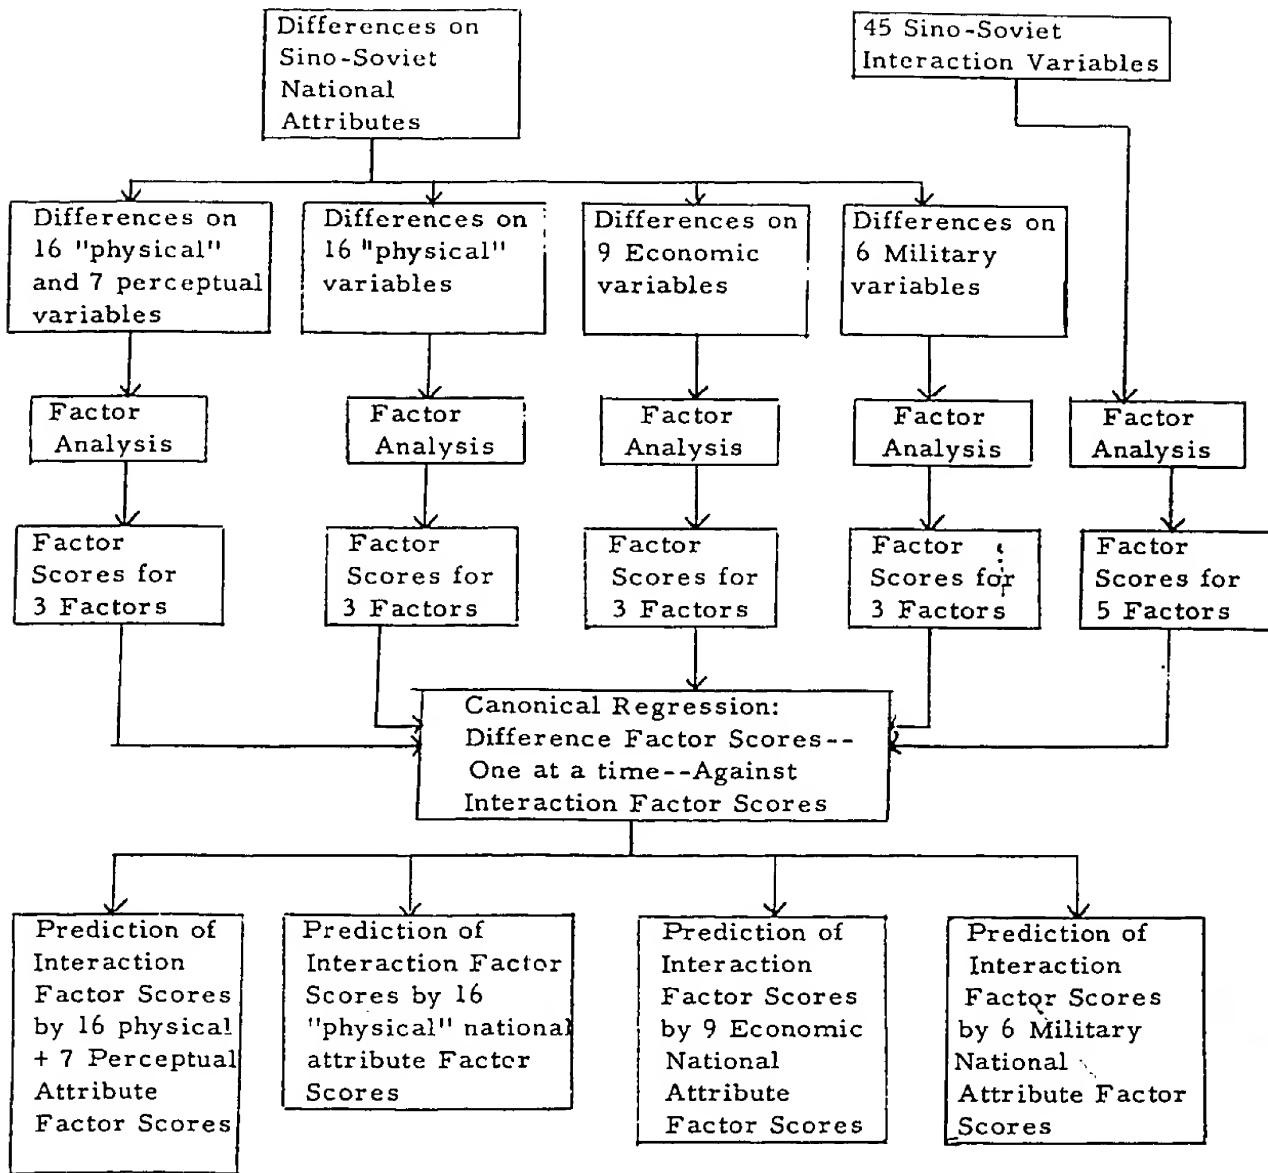 Differences on
Sino-Soviet
National
Attributes
45 Sino-Soviet
Interaction Variables
Differences on
16 "physical"
and 7 perceptual
variables
Differences on
16 "physical"
variables
Differences on
9 Economic
variables
Differences on
6 Military
variables
Factor
Analysis
Factor
Analysis
Factor
Analysis
Factor
Analysis
Factor
Analysis
Factor
Scores for
3 Factors
Factor
Scores for
3 Factors
Factor
Scores for
3 Factors
Factor
Scores for
3 Factors
Factor
Scores for
5 Factors
Canonical Regression:
Difference Factor Scores--
One at a time--Against
Interaction Factor Scores
Prediction of
Interaction
Factor Scores
by 16 physical
+ 7 Perceptual
Attribute
Factor Scores
Prediction of
Interaction Factor
Scores by 16
"physical" national
attribute Factor
Scores
Prediction of
Interaction
Factor Scores
by 9 Economic
National
Attribute
Factor Scores
Prediction of
Interaction
Factor Scores
by 6 Military
National
Attribute Factor
Scores